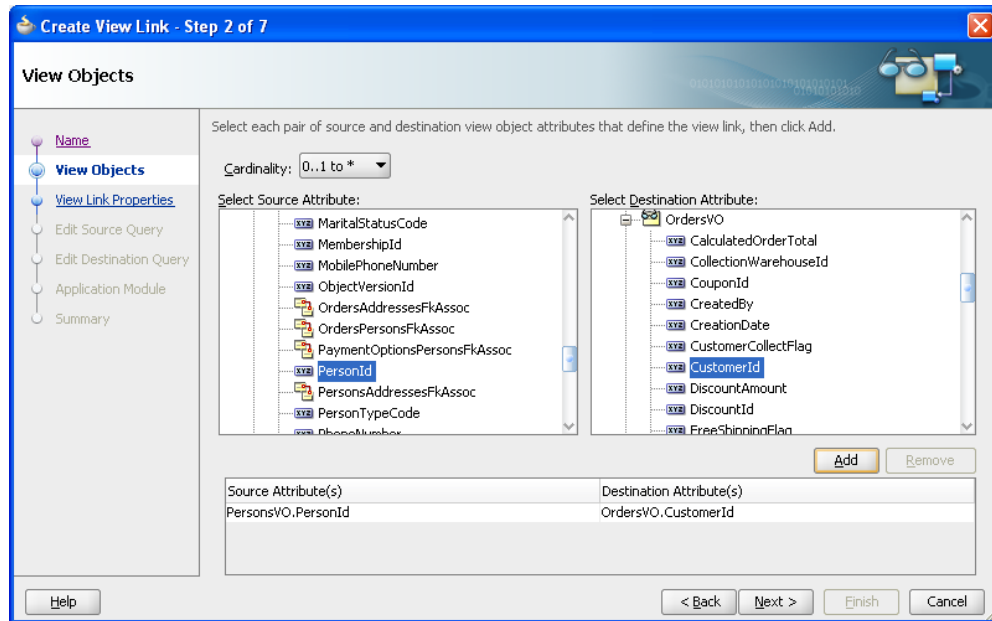 Create View Link - Step 2 of 7
View Objects
Name
View Objects
View Link Properties
Edit Source Query
Edit Destination Query
Application Module
Summary
Select each pair of source and destination view object attributes that define the view link, then click Add.
Cardinality: 0..1 to *
Select Source Attribute:
MaritalStatusCode
MembershipId
MobilePhoneNumber
ObjectVersionId
OrdersAddressesFkAssoc
OrdersPersonsFkAssoc
PaymentOptionsPersonsFkAssoc
PersonId
PersonsAddressesFkAssoc
PersonTypeCode
PhoneNumber
Select Destination Attribute:
OrdersVO
CalculatedOrderTotal
CollectionWarehouseId
CouponId
CreatedBy
CreationDate
CustomerCollectFlag
CustomerId
DiscountAmount
DiscountId
FreeShippingFlag
Add Remove
Source Attribute(s) Destination Attribute(s)
PersonsVO.PersonId OrdersVO.CustomerId
Help < Back Next > Finish Cancel